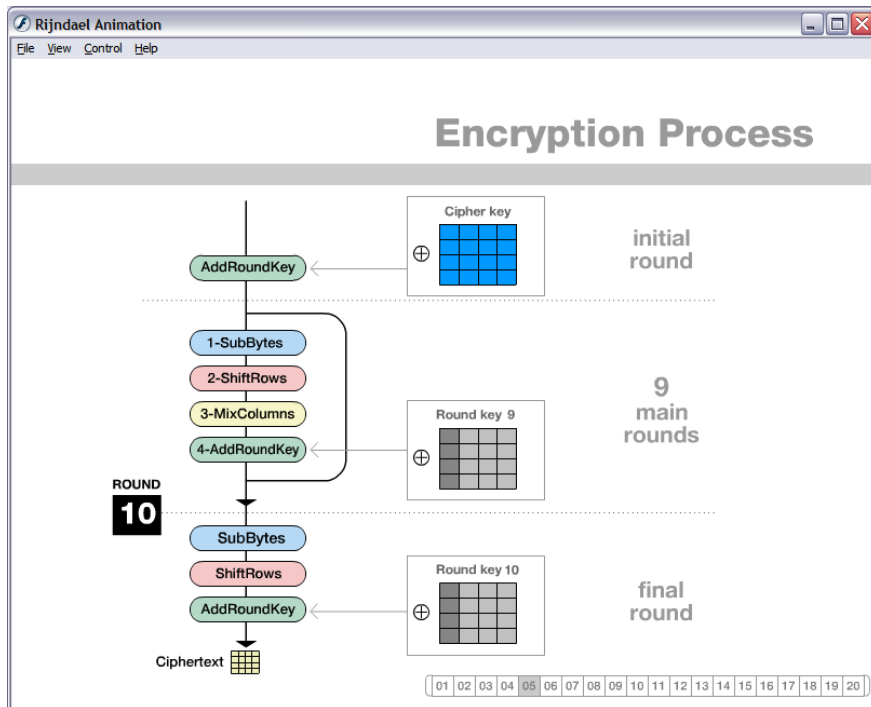 Rijndael Animation
File View Control Help
Encryption Process
Cipher key
initial
round
AddRoundKey
1-SubBytes
2-ShiftRows
3-MixColumns
4-AddRoundKey
Round key 9
9
main
rounds
ROUND
10
SubBytes
ShiftRows
AddRoundKey
Round key 10
final
round
Ciphertext
01 02 03 04 05 06 07 08 09 10 11 12 13 14 15 16 17 18 19 20